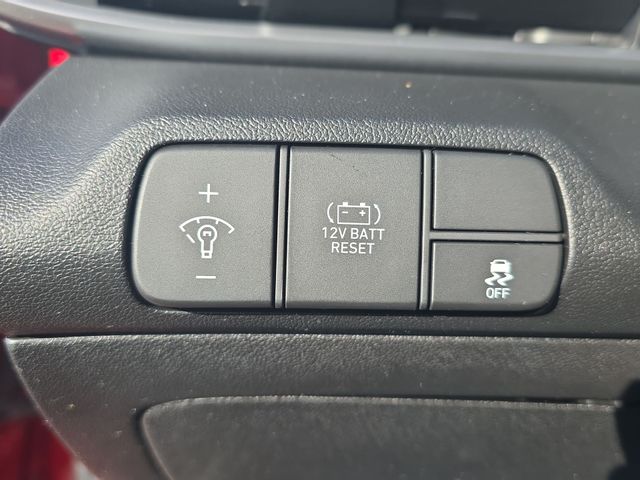 +
-
- +
12V BATT
RESET
OFF